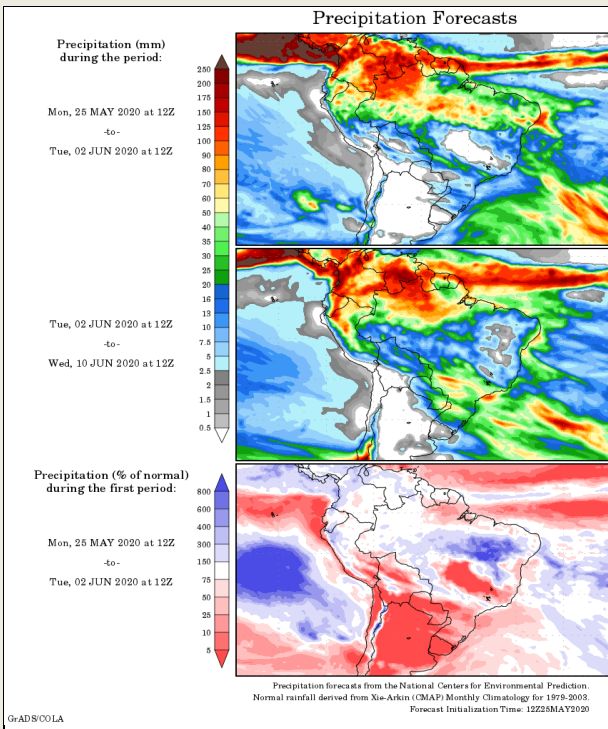 Precipitation Forecasts
Precipitation (mm)
during the period:
Mon, 25 MAY 2020 at 12Z
-to-
Tue, 02 JUN 2020 at 12Z
250
200
175
150
125
100
90
80
70
60
50
40
35
30
25
20
16
13
10
7.5
5
2.5
2
1.5
1
0.5
Tue, 02 JUN 2020 at 12Z
-to-
Wed, 10 JUN 2020 at 12Z
Precipitation (% of normal)
during the first period:
Mon, 25 MAY 2020 at 12Z
-to-
Tue, 02 JUN 2020 at 12Z
800
600
400
300
150
75
50
25
10
5
Precipitation forecasts from the National Centers for Environmental Prediction.
Normal rainfall derived from Xie-Arkin (CMAP) Monthly Climatology for 1979-2003.
Forecast Initialization Time: 12Z25MAY2020
GrADS/COLA